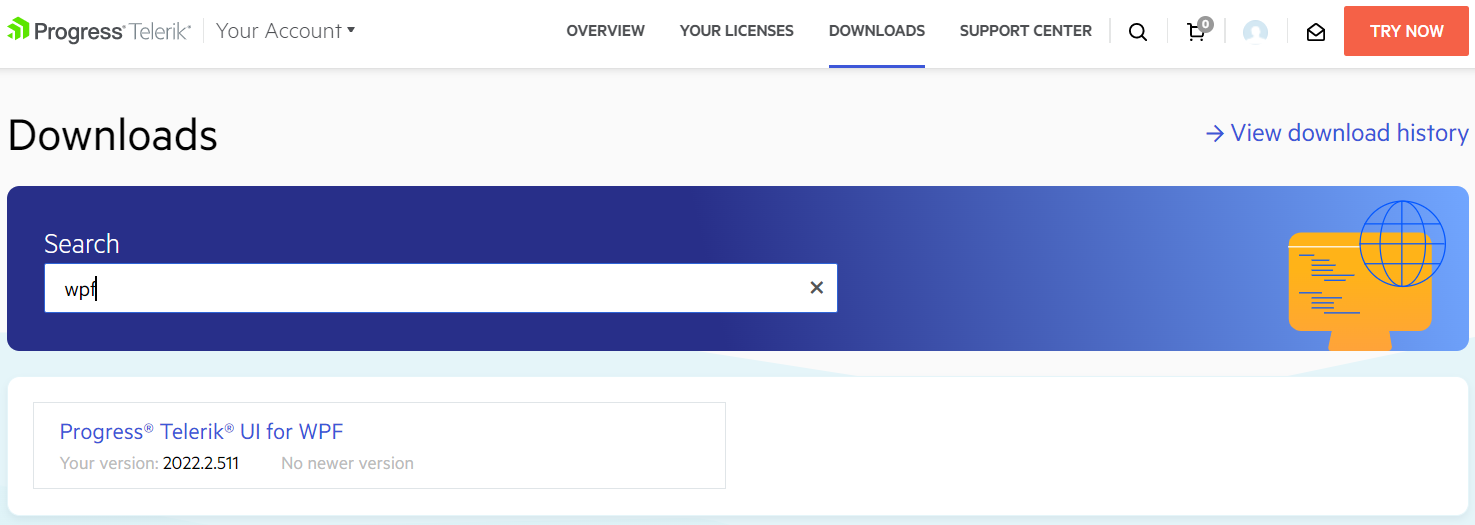 Progress® Telerik® Your Account OVERVIEW YOUR LICENSES DOWNLOADS SUPPORT CENTER 0 TRY NOW
Downloads
→ View download history
Search
wpf
Progress® Telerik® UI for WPF
Your version: 2022.2.511 No newer version